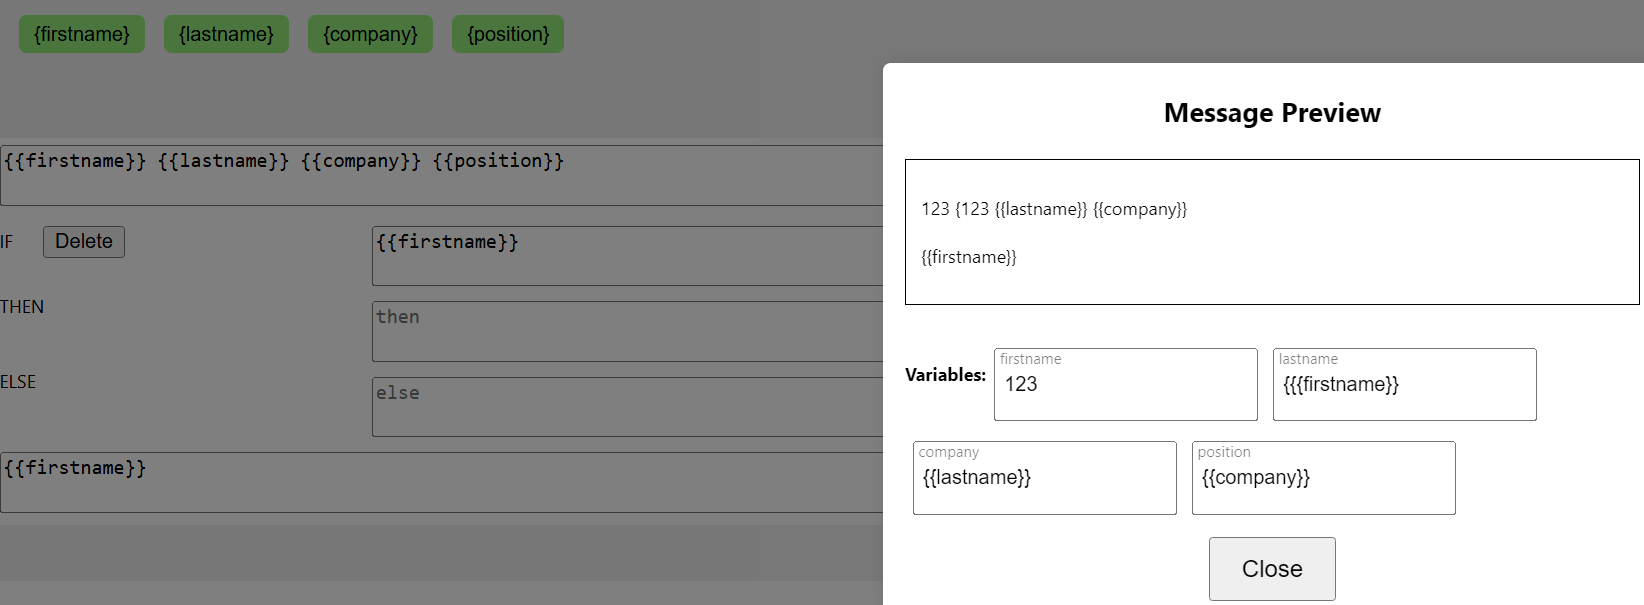 {firstname} {lastname} {company} {position}
{{firstname}} {{lastname}} {{company}} {{position}}
IF Delete {{firstname}}
THEN then
ELSE else
{{firstname}}
Message Preview
123 {123 {{lastname}} {{company}}
{{firstname}}
Variables:
firstname
123
lastname
{{{firstname}}
company
{{lastname}}
position
{{company}}
Close